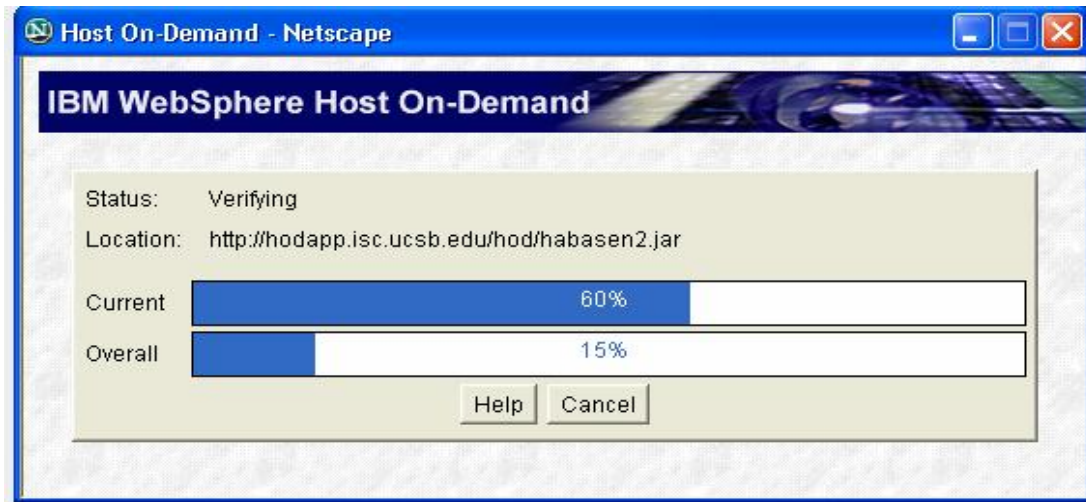 Host On-Demand - Netscape
IBM WebSphere Host On-Demand
Status: Verifying
Location: http://hodapp.isc.ucsb.edu/hod/habasen2.jar
Current 60%
Overall 15%
Help Cancel